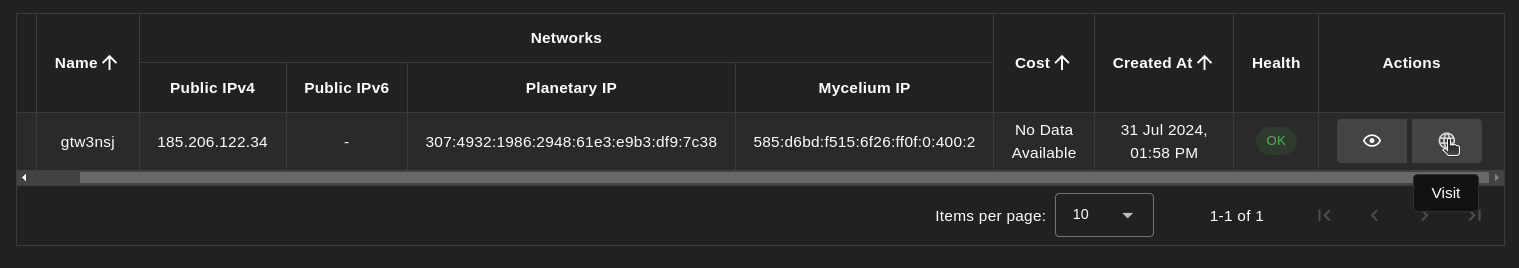 Name
Networks
Cost
Created At
Health
Actions
Public IPv4
Public IPv6
Planetary IP
Mycelium IP
gtw3nsj
185.206.122.34
-
307:4932:1986:2948:61e3:e9b3:df9:7c38
585:d6bd:f515:6f26:ff0f:0:400:2
No Data
Available
31 Jul 2024,
01:58 PM
OK
Visit
Items per page:
10
1-1 of 1